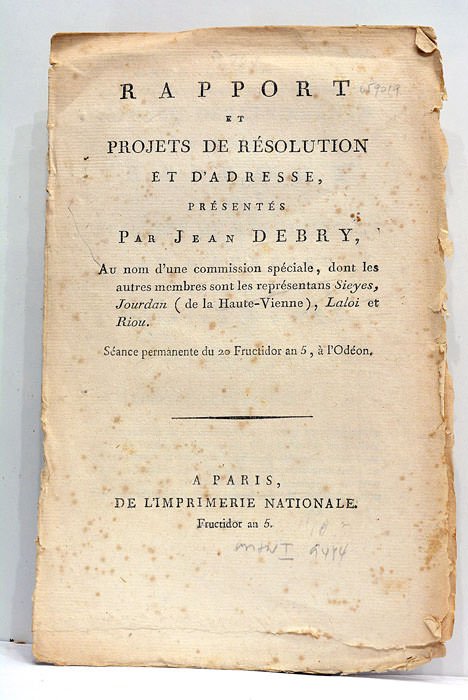 RAPPORT
ET
PROJETS DE RÉSOLUTION
ET D'ADRESSE,
PRÉSENTÉS
PAR JEAN DEBRY,
Au nom d'une commission spéciale, dont les
autres membres sont les représentans Sieyes,
Jourdan (de la Haute-Vienne), Laloi et
Riou.
Séance permanente du 20 Fructidor an 5, à l'Odéon.
A PARIS,
DE L'IMPRIMERIE NATIONALE.
Fructidor an 5.